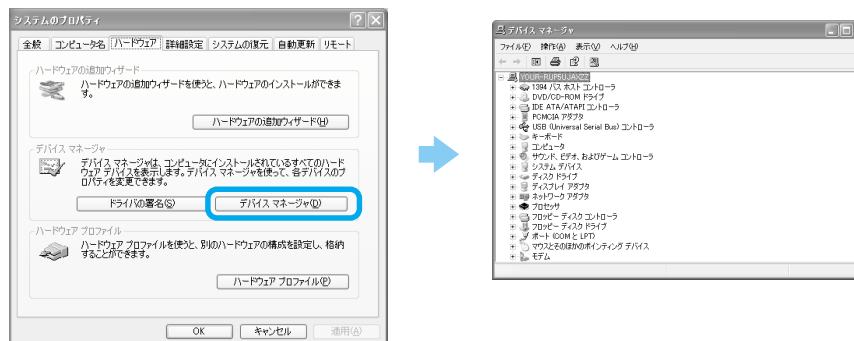 システムのプロパティ
全般 コンピュータ名 ハードウェア 詳細設定 システムの復元 自動更新 リモート
ハードウェアの追加ウィザード
ハードウェアの追加ウィザードを使うと、ハードウェアのインストールができま
す。
ハードウェアの追加ウィザード(H)
デバイス マネージャ
デバイス マネージャは、コンピュータにインストールされているすべてのハード
ウェア デバイスを表示します。デバイス マネージャを使って、各デバイスのプ
ロパティを変更できます。
ドライバの署名(S) デバイス マネージャ(D)
ハードウェア プロファイル
ハードウェア プロファイルを使うと、別のハードウェアの構成を設定し、格納
することができます。
ハードウェア プロファイル(P)
OK キャンセル 適用(A)
デバイス マネージャ
ファイル(F) 操作(A) 表示(V) ヘルプ(H)
YOUR-RUP5UJAXZZ
1394 バス ホスト コントローラ
DVD/CD-ROM ドライブ
IDE ATA/ATAPI コントローラ
PCMCIA アダプタ
USB (Universal Serial Bus) コントローラ
キーボード
コンピュータ
サウンド、ビデオ、およびゲーム コントローラ
システム デバイス
ディスク ドライブ
ディスプレイ アダプタ
ネットワーク アダプタ
プロセッサ
フロッピー ディスク コントローラ
フロッピー ディスク ドライブ
ポート (COM と LPT)
マウスとそのほかのポインティング デバイス
モデム